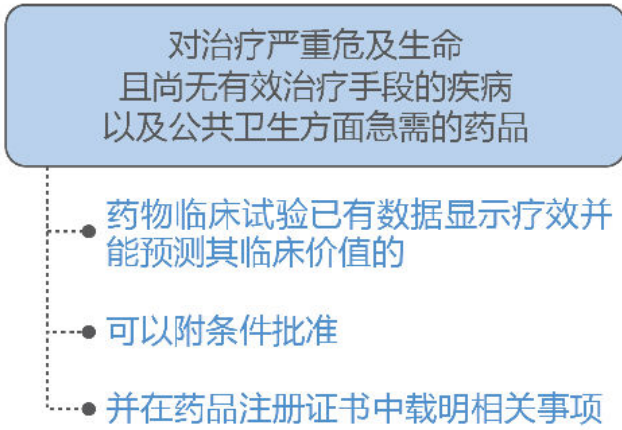 对治疗严重危及生命
且尚无有效治疗手段的疾病
以及公共卫生方面急需的药品
药物临床试验已有数据显示疗效并
能预测其临床价值的
可以附条件批准
并在药品注册证书中载明相关事项